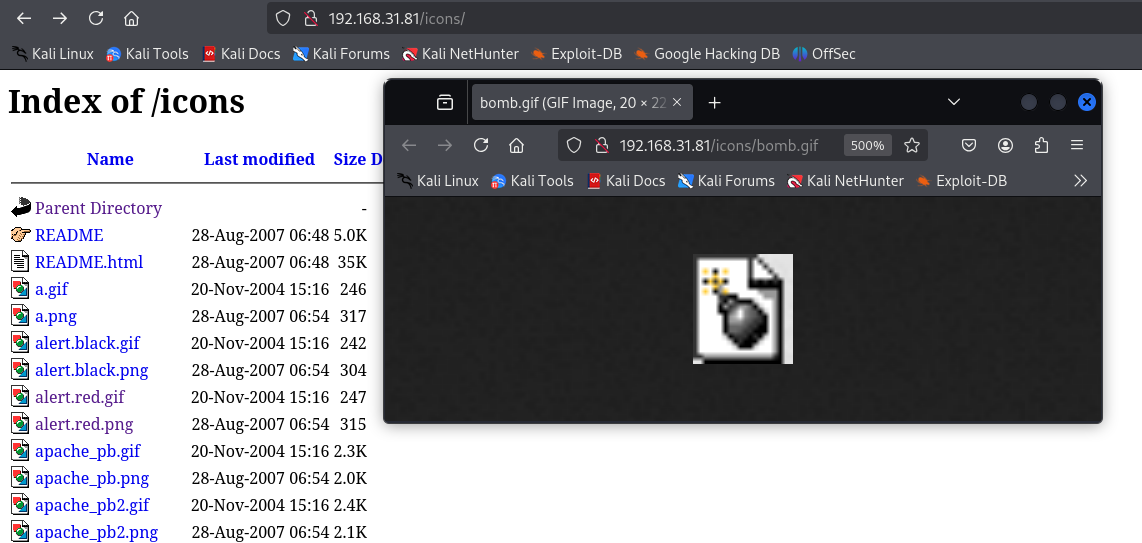 192.168.31.81/icons/
Kali Linux Kali Tools Kali Docs Kali Forums Kali NetHunter Exploit-DB Google Hacking DB OffSec
Index of /icons
Name Last modified Size D
Parent Directory -
README 28-Aug-2007 06:48 5.0K
README.html 28-Aug-2007 06:48 35K
a.gif 20-Nov-2004 15:16 246
a.png 28-Aug-2007 06:54 317
alert.black.gif 20-Nov-2004 15:16 242
alert.black.png 28-Aug-2007 06:54 304
alert.red.gif 20-Nov-2004 15:16 247
alert.red.png 28-Aug-2007 06:54 315
apache_pb.gif 20-Nov-2004 15:16 2.3K
apache_pb.png 28-Aug-2007 06:54 2.0K
apache_pb2.gif 20-Nov-2004 15:16 2.4K
apache_pb2.png 28-Aug-2007 06:54 2.1K
bomb.gif (GIF Image, 20 × 22
192.168.31.81/icons/bomb.gif 500%
Kali Linux Kali Tools Kali Docs Kali Forums Kali NetHunter Exploit-DB